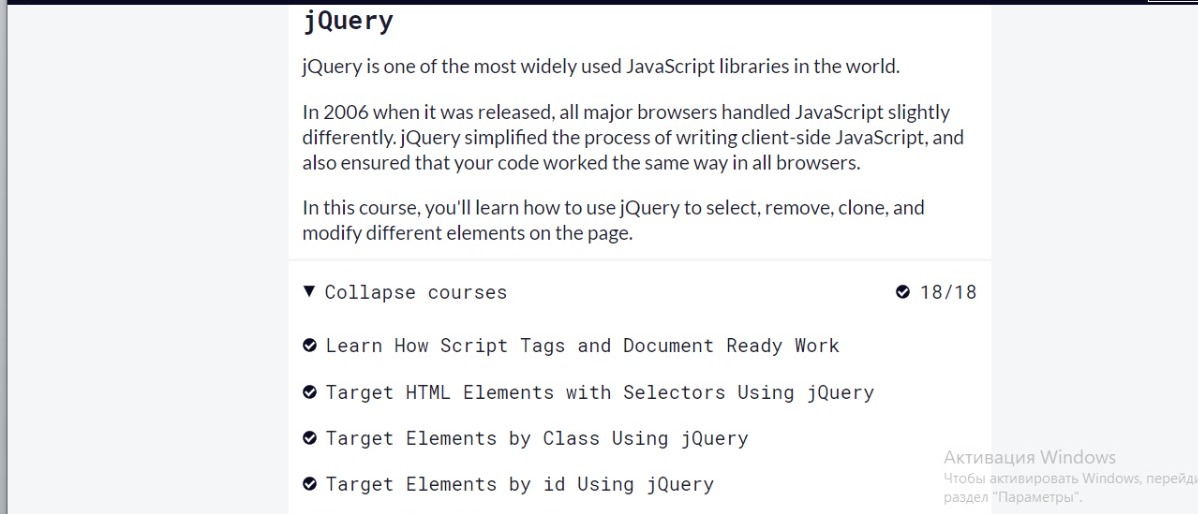 jQuery
jQuery is one of the most widely used JavaScript libraries in the world.
In 2006 when it was released, all major browsers handled JavaScript slightly
differently. jQuery simplified the process of writing client-side JavaScript, and
also ensured that your code worked the same way in all browsers.
In this course, you'll learn how to use jQuery to select, remove, clone, and
modify different elements on the page.
▼ Collapse courses 18/18
Learn How Script Tags and Document Ready Work
Target HTML Elements with Selectors Using jQuery
Target Elements by Class Using jQuery
Target Elements by id Using jQuery
Активация Windows
Чтобы активировать Windows, перейди
раздел "Параметры".